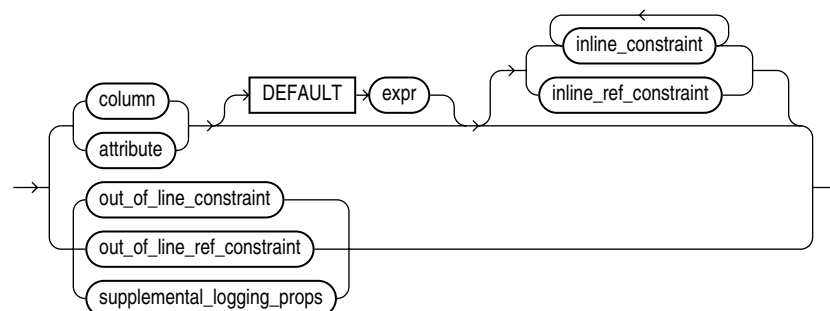 inline_constraint
DEFAULT expr
column
inline_ref_constraint
attribute
out_of_line_constraint
out_of_line_ref_constraint
supplemental_logging_props